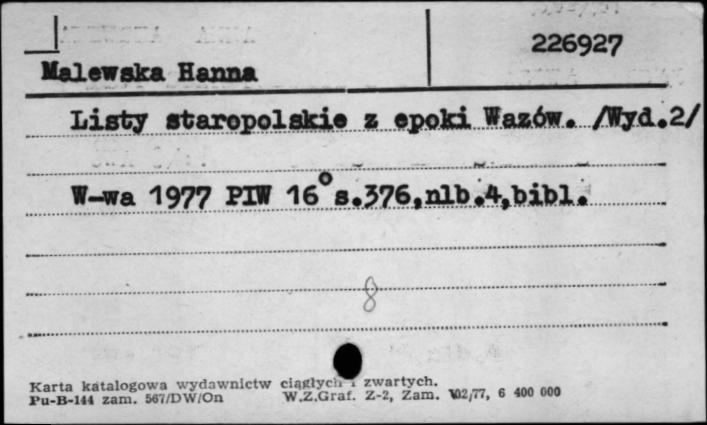 226927
Malewska Hanna
Listy staropolskie z epoki Wazów. /Wyd.2/
W-wa 1977 PIW 16° s.376,nlb.4,bibl.
8
Karta katalogowa wydawnictw ciągłych i zwartych.
Pu-B-144 zam. 567/DW/On W.Z.Graf. Z-2, Zam. 102/77, 6 400 000